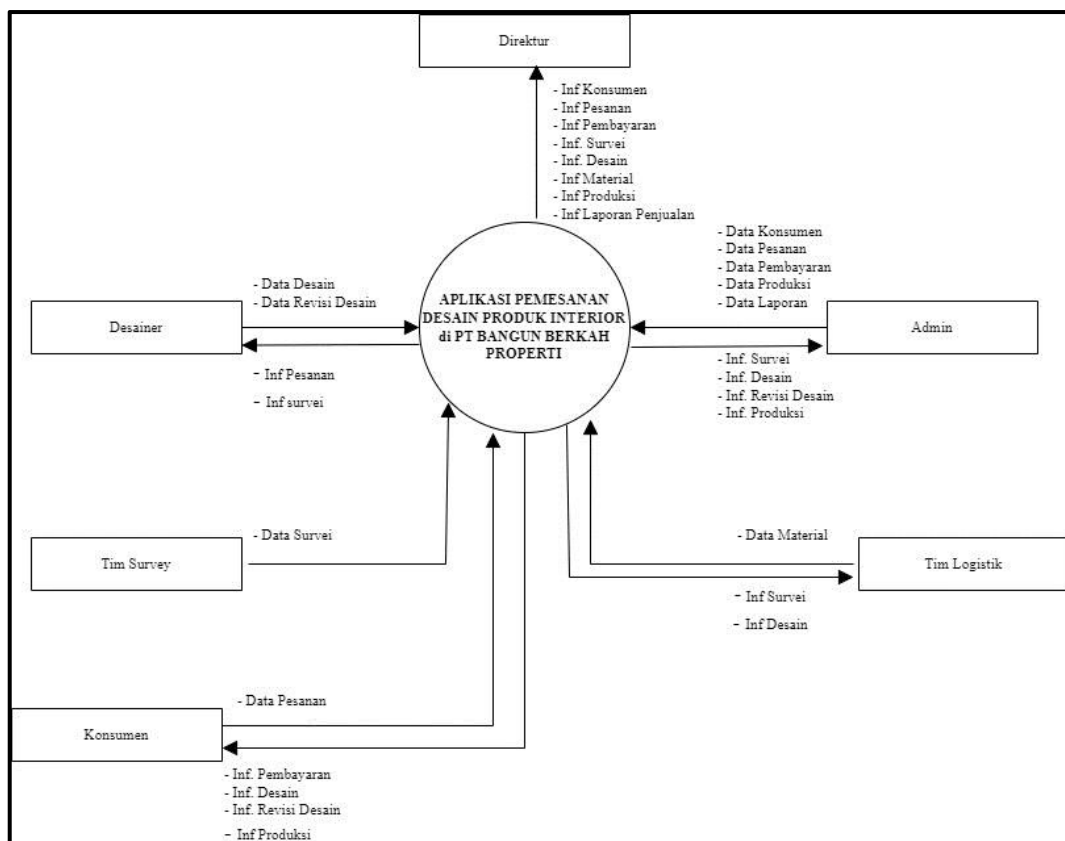 Direktur
- Inf Konsumen
- Inf Pesanan
- Inf Pembayaran
- Inf. Survei
- Inf. Desain
- Inf Material
- Inf Produksi
- Inf Laporan Penjualan
- Data Konsumen
- Data Pesanan
- Data Pembayaran
- Data Produksi
- Data Laporan
- Data Desain
- Data Revisi Desain
Desainer
APLIKASI PEMESANAN
DESAIN PRODUK INTERIOR
di PT BANGUN BERKAH
PROPERTI
Admin
- Inf Pesanan
- Inf survei
- Inf. Survei
- Inf. Desain
- Inf. Revisi Desain
- Inf. Produksi
- Data Survei
Tim Survey
- Data Material
Tim Logistik
- Inf Survei
- Inf Desain
- Data Pesanan
Konsumen
- Inf. Pembayaran
- Inf. Desain
- Inf. Revisi Desain
- Inf Produksi